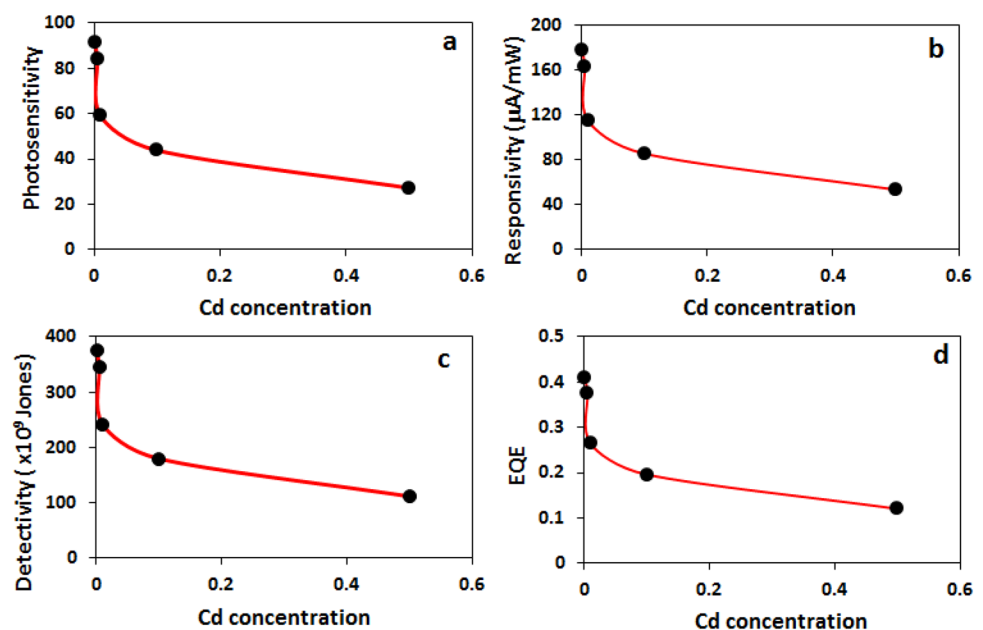 100
80
60
40
20
0
Photosensitivity
a
0 0.2 0.4 0.6
Cd concentration
200
160
120
80
40
0
Responsivity (µA/mW)
b
0 0.2 0.4 0.6
Cd concentration
400
300
200
100
0
Detectivity ( x10⁹ Jones)
c
0 0.2 0.4 0.6
Cd concentration
0.5
0.4
0.3
0.2
0.1
0
EQE
d
0 0.2 0.4 0.6
Cd concentration